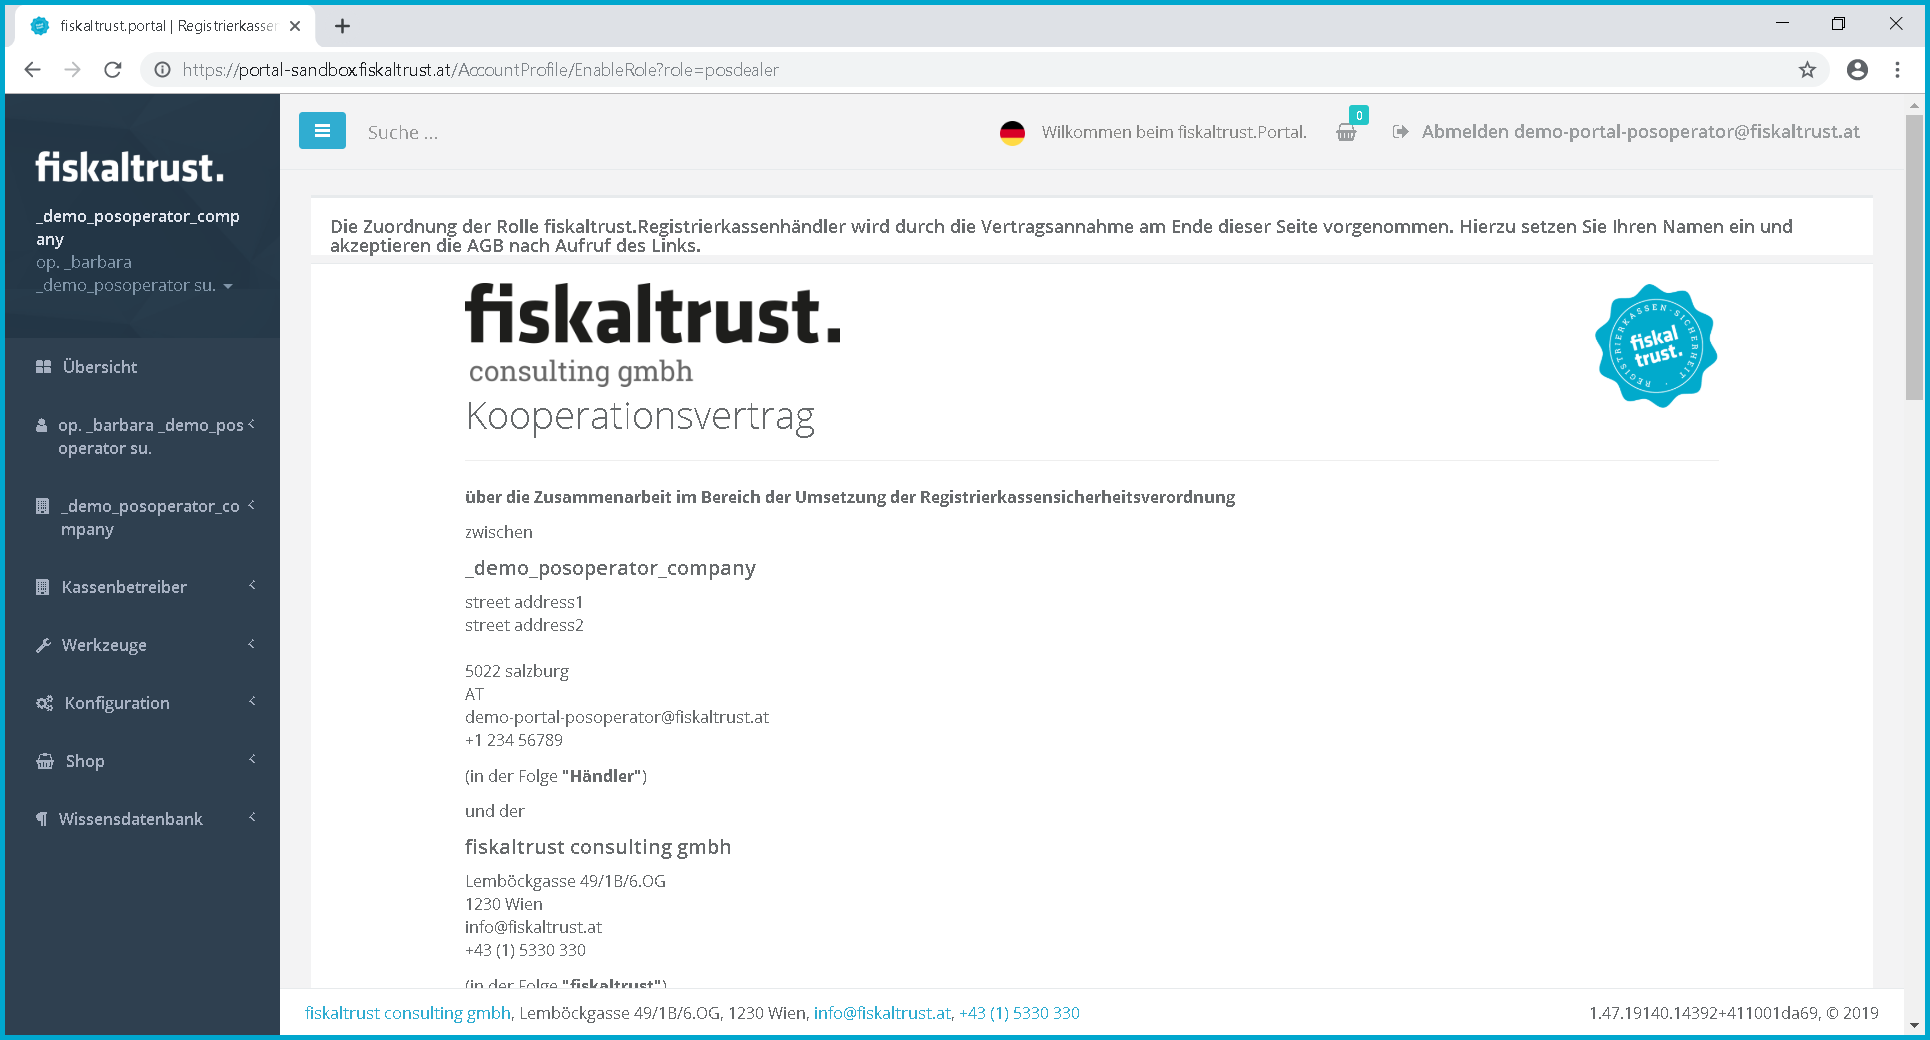 fiskaltrust.portal | Registrierkassen
https://portal-sandbox.fiskaltrust.at/AccountProfile/EnableRole?role=posdealer
fiskaltrust.
_demo_posoperator_comp
any
op. _barbara
_demo_posoperator su.
Übersicht
op. _barbara _demo_pos
operator su.
_demo_posoperator_co
mpany
Kassenbetreiber
Werkzeuge
Konfiguration
Shop
Wissensdatenbank
Suche ...
Wilkommen beim fiskaltrust.Portal.
0
Abmelden demo-portal-posoperator@fiskaltrust.at
Die Zuordnung der Rolle fiskaltrust.Registrierkassenhändler wird durch die Vertragsannahme am Ende dieser Seite vorgenommen. Hierzu setzen Sie Ihren Namen ein und
akzeptieren die AGB nach Aufruf des Links.
fiskaltrust.
consulting gmbh
REGISTRIERKASSEN-SICHERHEIT
fiskal
trust.
Kooperationsvertrag
über die Zusammenarbeit im Bereich der Umsetzung der Registrierkassensicherheitsverordnung
zwischen
_demo_posoperator_company
street address1
street address2
5022 salzburg
AT
demo-portal-posoperator@fiskaltrust.at
+1 234 56789
(in der Folge "Händler")
und der
fiskaltrust consulting gmbh
Lemböckgasse 49/1B/6.OG
1230 Wien
info@fiskaltrust.at
+43 (1) 5330 330
(in der Folge "fiskaltrust")
fiskaltrust consulting gmbh, Lemböckgasse 49/1B/6.OG, 1230 Wien, info@fiskaltrust.at, +43 (1) 5330 330
1.47.19140.14392+411001da69, © 2019